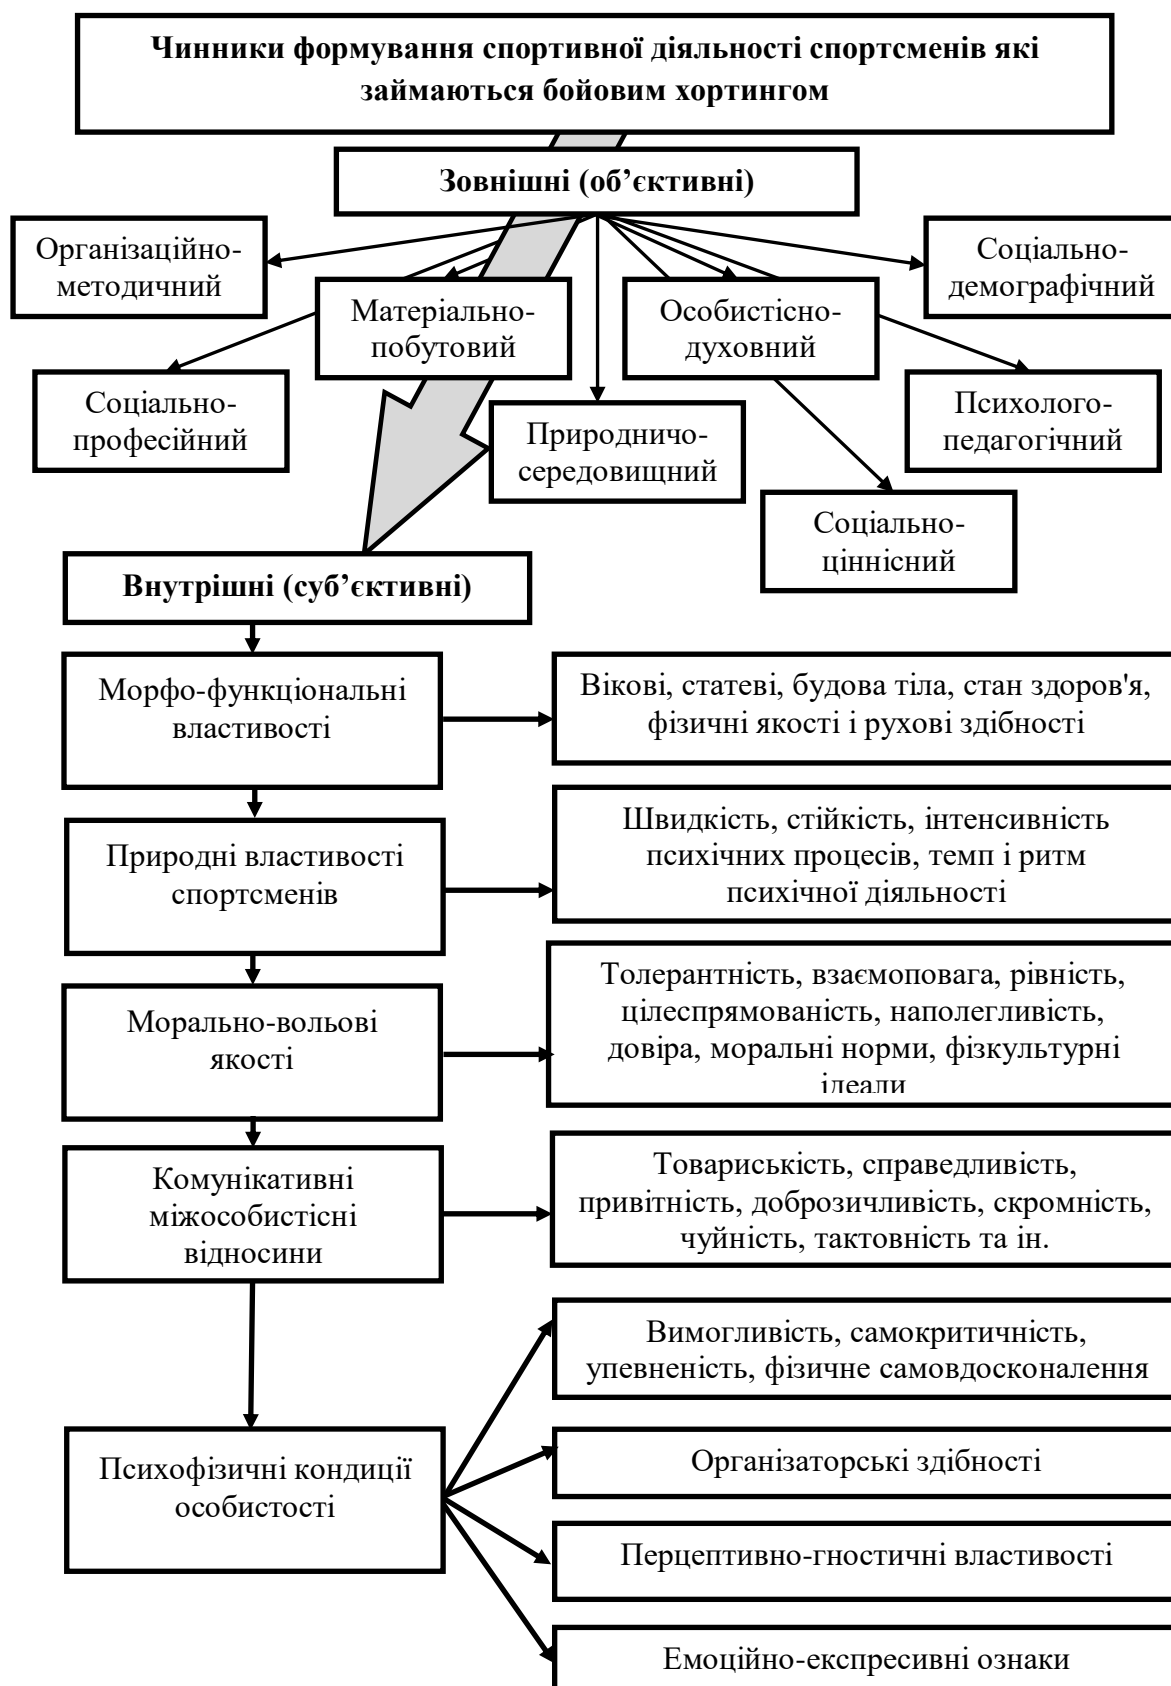 Чинники формування спортивної діяльності спортсменів які
займаються бойовим хортингом
Зовнішні (об’єктивні)
Організаційно-
методичний
Соціально-
демографічний
Матеріально-
побутовий
Особистісно-
духовний
Соціально-
професійний
Природничо-
середовищний
Психолого-
педагогічний
Соціально-
ціннісний
Внутрішні (суб’єктивні)
Морфо-функціональні
властивості
Вікові, статеві, будова тіла, стан здоров'я,
фізичні якості і рухові здібності
Природні властивості
спортсменів
Швидкість, стійкість, інтенсивність
психічних процесів, темп і ритм
психічної діяльності
Морально-вольові
якості
Толерантність, взаємоповага, рівність,
цілеспрямованість, наполегливість,
довіра, моральні норми, фізкультурні
ідеали
Комунікативні
міжособистісні
відносини
Товариськість, справедливість,
привітність, доброзичливість, скромність,
чуйність, тактовність та ін.
Психофізичні кондиції
особистості
Вимогливість, самокритичність,
упевненість, фізичне самовдосконалення
Організаторські здібності
Перцептивно-гностичні властивості
Емоційно-експресивні ознаки